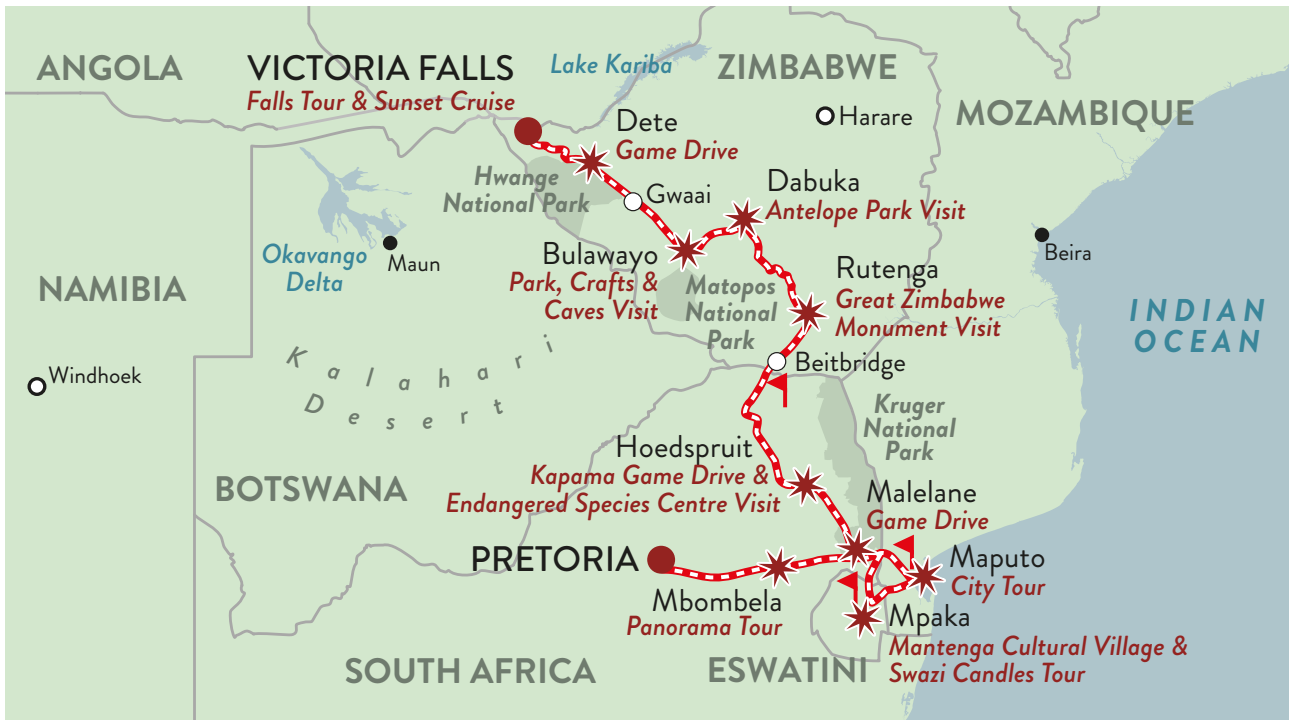 ANGOLA
VICTORIA FALLS
Falls Tour & Sunset Cruise
Lake Kariba
ZIMBABWE
Harare
MOZAMBIQUE
Dete
Game Drive
Hwange
National Park
Gwaai
Dabuka
Antelope Park Visit
Okavango
Delta
Maun
Bulawayo
Park, Crafts &
Caves Visit
Matopos
National
Park
Rutenga
Great Zimbabwe
Monument Visit
Beira
NAMIBIA
INDIAN
OCEAN
Windhoek
Kalahari
Desert
Beitbridge
Kruger
National
Park
BOTSWANA
Hoedspruit
Kapama Game Drive &
Endangered Species Centre Visit
Malelane
Game Drive
PRETORIA
Mbombela
Panorama Tour
Maputo
City Tour
Mpaka
Mantenga Cultural Village &
Swazi Candles Tour
SOUTH AFRICA
ESWATINI